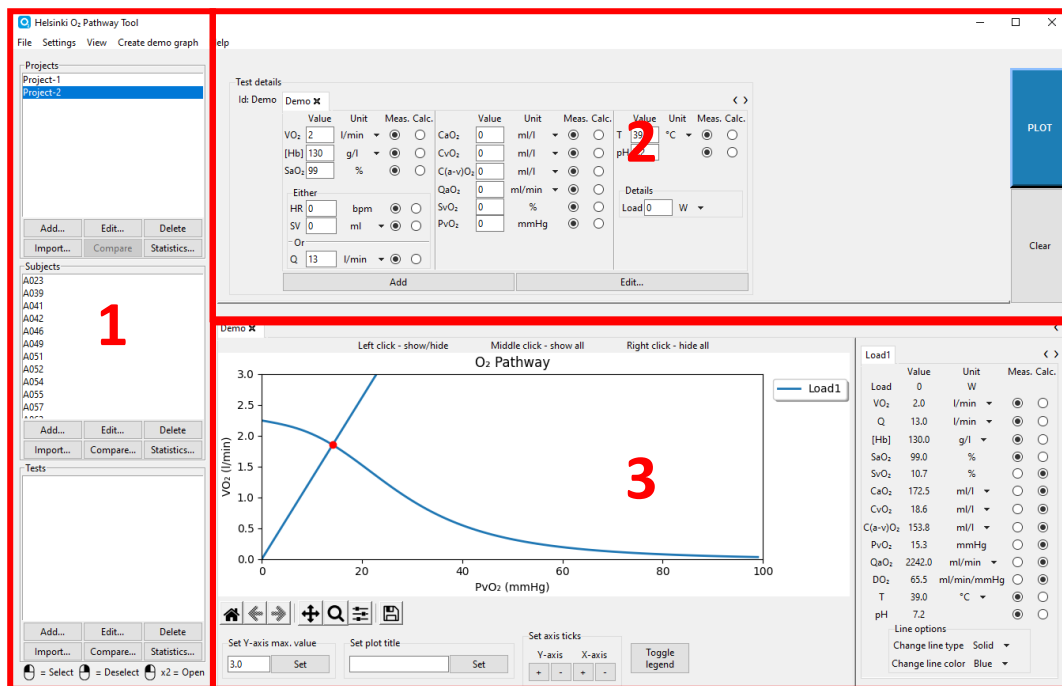 Helsinki O₂ Pathway Tool
File Settings View Create demo graph elp
Projects
Project-1
Project-2
Add... Edit... Delete
Import... Compare Statistics...
Subjects
A023
A039
A041
A042
A046
A049
A051
A052
A054
A055
A057
Add... Edit... Delete
Import... Compare... Statistics...
Tests
Add... Edit... Delete
Import... Compare... Statistics...
= Select = Deselect x2 = Open
1
Test details
Id: Demo Demo ✖ < >
Value Unit Meas. Calc.
VO₂ 2 l/min
[Hb] 130 g/l
SaO₂ 99 %
Either
HR 0 bpm
SV 0 ml
Or
Q 13 l/min
Value Unit Meas. Calc.
CaO₂ 0 ml/l
CvO₂ 0 ml/l
C(a-v)O₂ 0 ml/l
QaO₂ 0 ml/min
SvO₂ 0 %
PvO₂ 0 mmHg
Value Unit Meas. Calc.
T 39 °C
pH
Details
Load 0 W
Add Edit...
2
PLOT
Clear
Demo ✖
Left click - show/hide Middle click - show all Right click - hide all
O₂ Pathway
Load1
VO₂ (l/min)
3.0
2.5
2.0
1.5
1.0
0.5
0.0
0 20 40 60 80 100
PvO₂ (mmHg)
3
Set Y-axis max. value
3.0 Set
Set plot title
Set
Set axis ticks
Y-axis X-axis
+ - + -
Toggle
legend
Load1 < >
Value Unit Meas. Calc.
Load 0 W
VO₂ 2.0 l/min
Q 13.0 l/min
[Hb] 130.0 g/l
SaO₂ 99.0 %
SvO₂ 10.7 %
CaO₂ 172.5 ml/l
CvO₂ 18.6 ml/l
C(a-v)O₂ 153.8 ml/l
PvO₂ 15.3 mmHg
QaO₂ 2242.0 ml/min
DO₂ 65.5 ml/min/mmHg
T 39.0 °C
pH 7.2
Line options
Change line type Solid
Change line color Blue